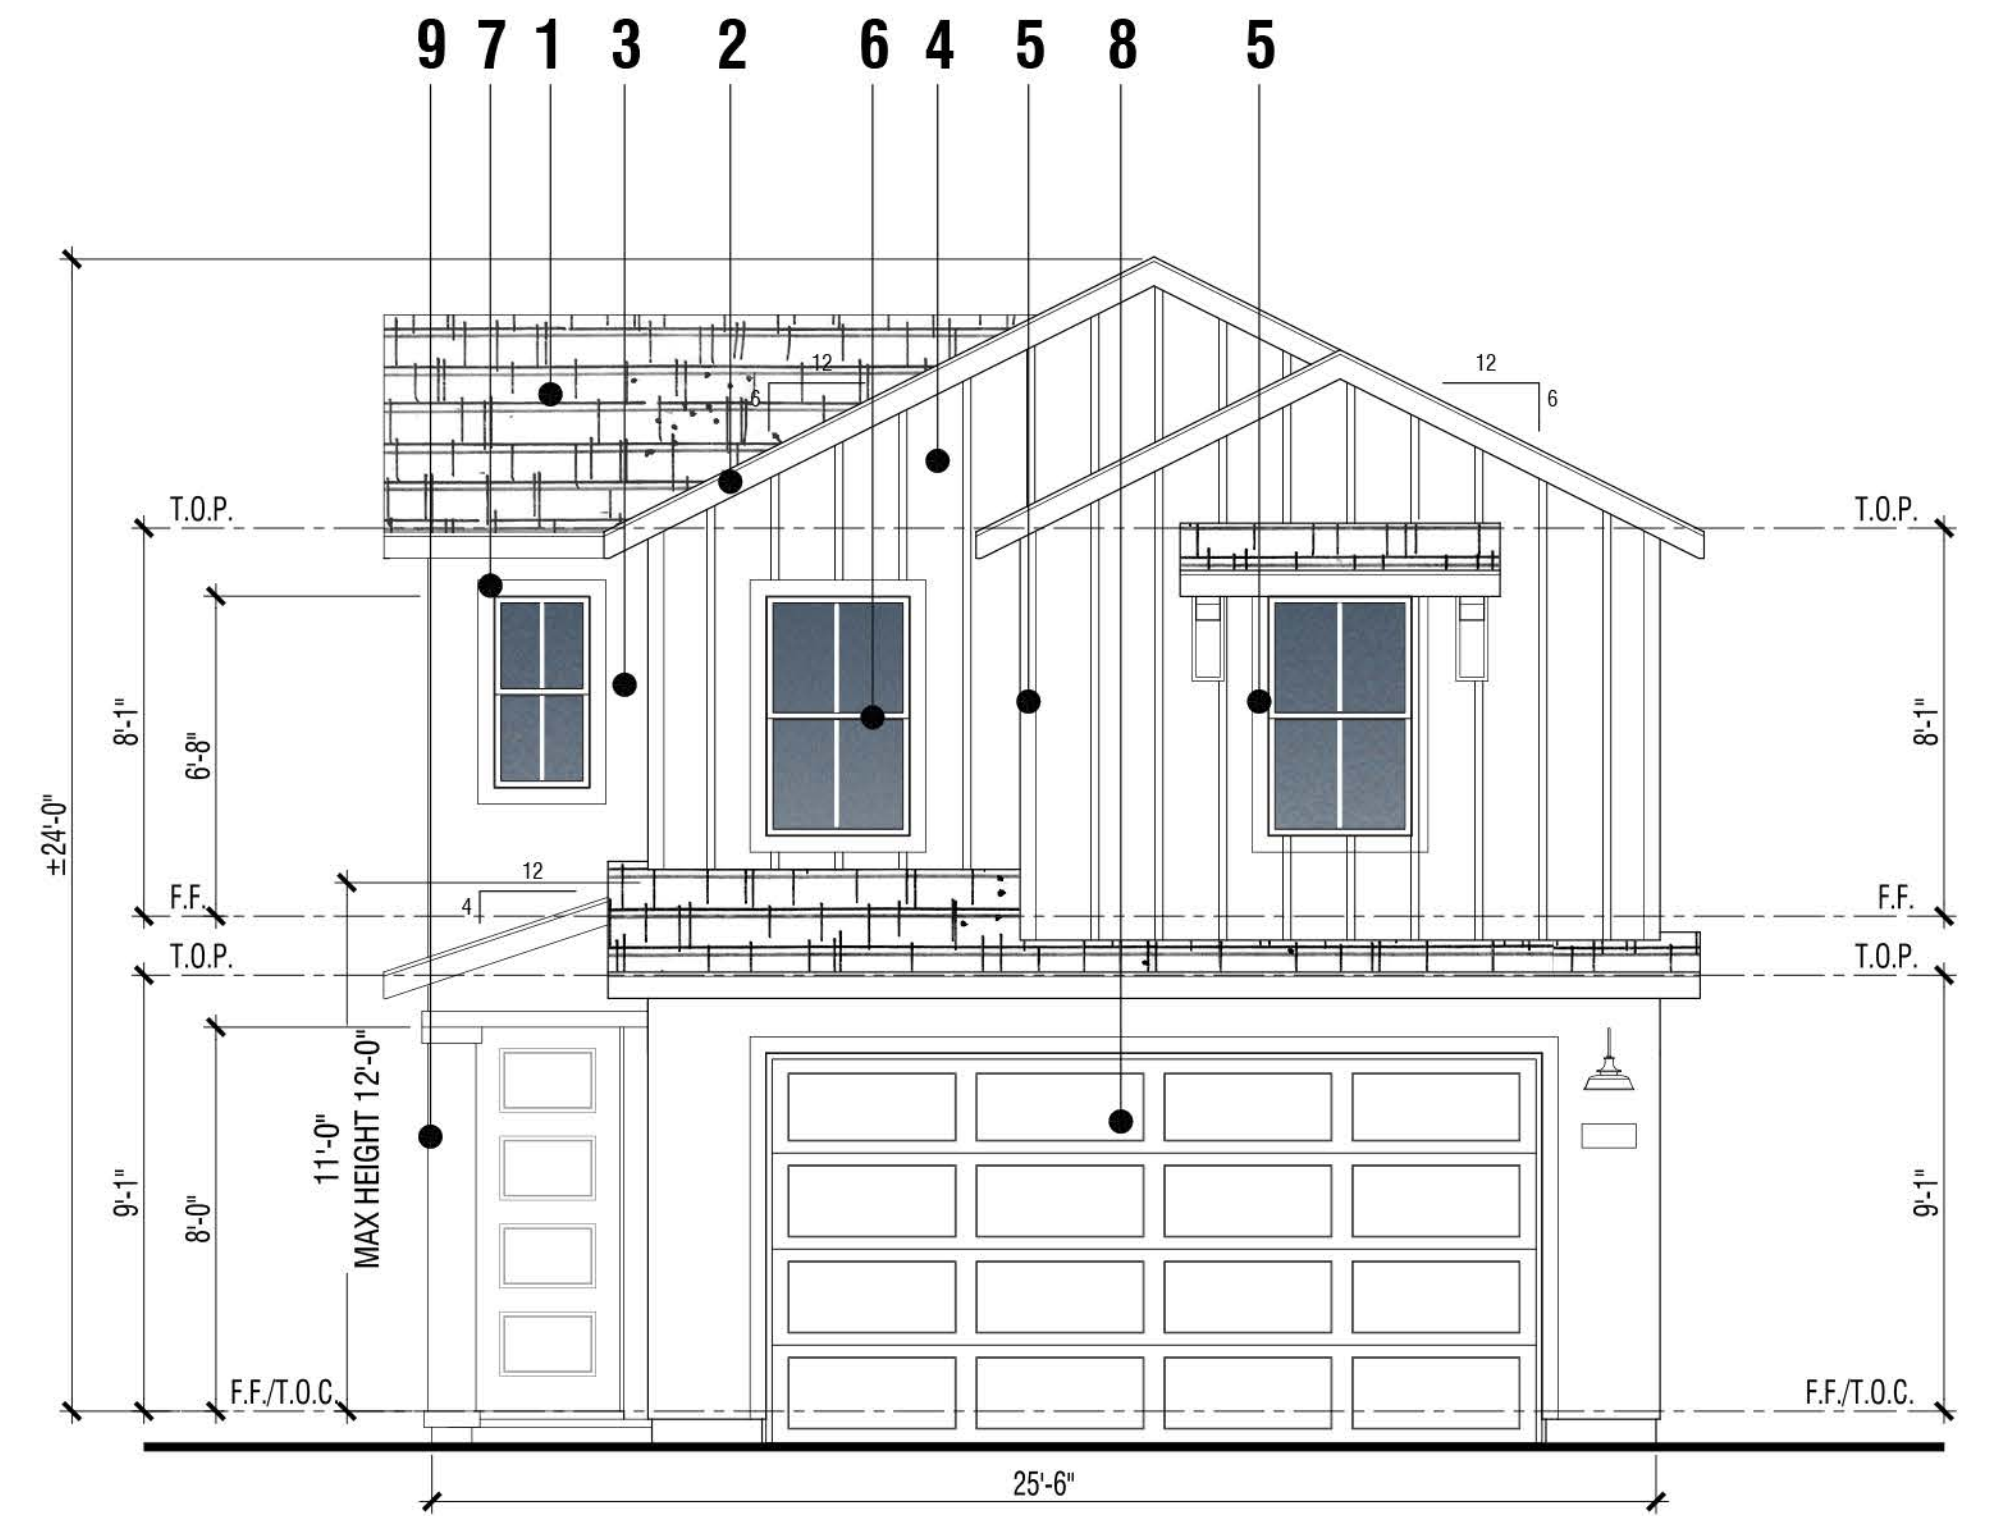 9 7 1 3 2 6 4 5 8 5
12
6
12
6
T.O.P.
T.O.P.
8'-1"
6'-8"
8'-1"
±24'-0"
12
4
F.F.
F.F.
T.O.P.
T.O.P.
11'-0"
MAX HEIGHT 12'-0"
9'-1"
8'-0"
9'-1"
F.F./T.O.C.
F.F./T.O.C.
25'-6"